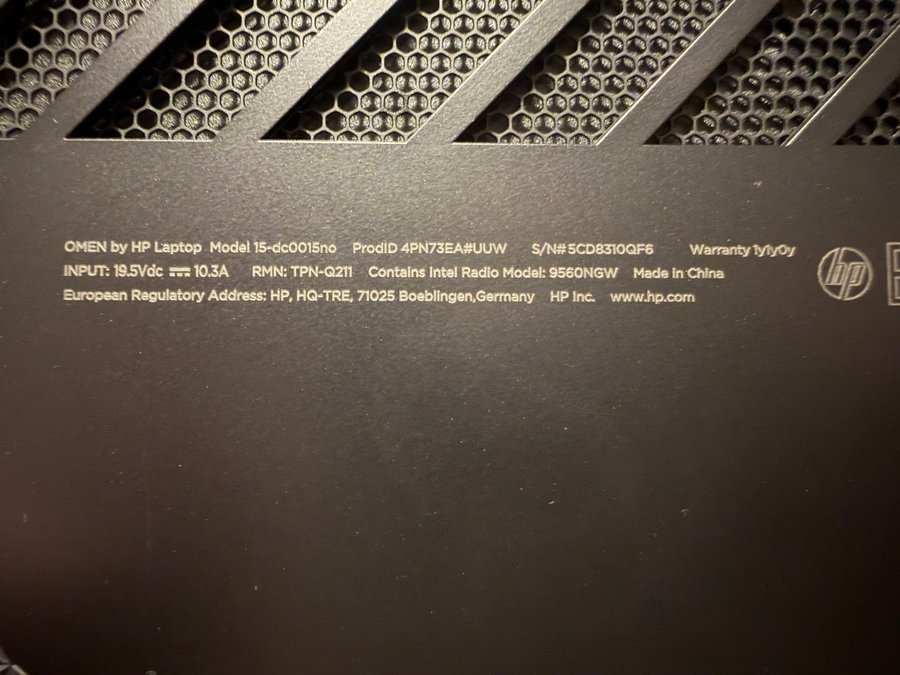 OMEN by HP Laptop Model 15-dc0015no ProdID 4PN73EA#UUW S/N# 5CD8310QF6 Warranty 1y1y0y
INPUT: 19.5Vdc ⎓ 10.3A RMN: TPN-Q211 Contains Intel Radio Model: 9560NGW Made in China
European Regulatory Address: HP, HQ-TRE, 71025 Boeblingen,Germany HP Inc. www.hp.com
hp